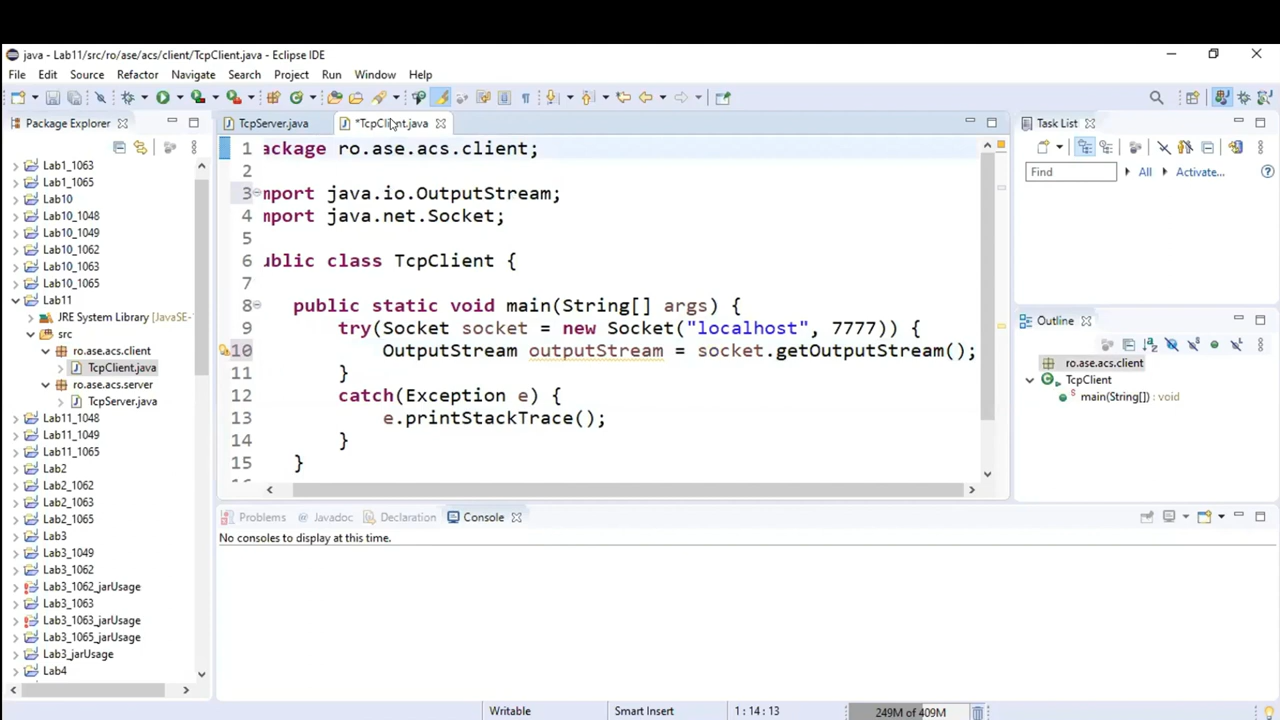 java - Lab11/src/ro/ase/acs/client/TcpClient.java - Eclipse IDE
File Edit Source Refactor Navigate Search Project Run Window Help
Package Explorer
Lab1_1063
Lab1_1065
Lab10
Lab10_1048
Lab10_1049
Lab10_1062
Lab10_1063
Lab10_1065
Lab11
JRE System Library [JavaSE-
src
ro.ase.acs.client
TcpClient.java
ro.ase.acs.server
TcpServer.java
Lab11_1048
Lab11_1049
Lab11_1065
Lab2
Lab2_1062
Lab2_1063
Lab2_1065
Lab3
Lab3_1049
Lab3_1062
Lab3_1062_jarUsage
Lab3_1063
Lab3_1063_jarUsage
Lab3_1065_jarUsage
Lab3_jarUsage
Lab4
TcpServer.java *TcpClient.java
1 ackage ro.ase.acs.client;
2
3 mport java.io.OutputStream;
4 mport java.net.Socket;
5
6 ublic class TcpClient {
7
8 public static void main(String[] args) {
9 try(Socket socket = new Socket("localhost", 7777)) {
10 OutputStream outputStream = socket.getOutputStream();
11 }
12 catch(Exception e) {
13 e.printStackTrace();
14 }
15 }
Problems @ Javadoc Declaration Console
No consoles to display at this time.
Task List
Find All Activate...
Outline
ro.ase.acs.client
TcpClient
main(String[]) : void
Writable Smart Insert 1 : 14 : 13 249M of 409M